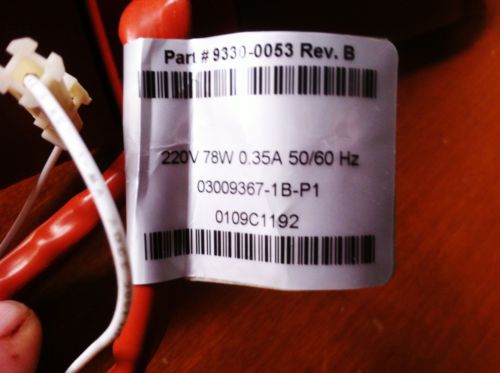 Part # 9330-0053 Rev. B
220V 78W 0.35A 50/60 Hz
03009367-1B-P1
0109C1192